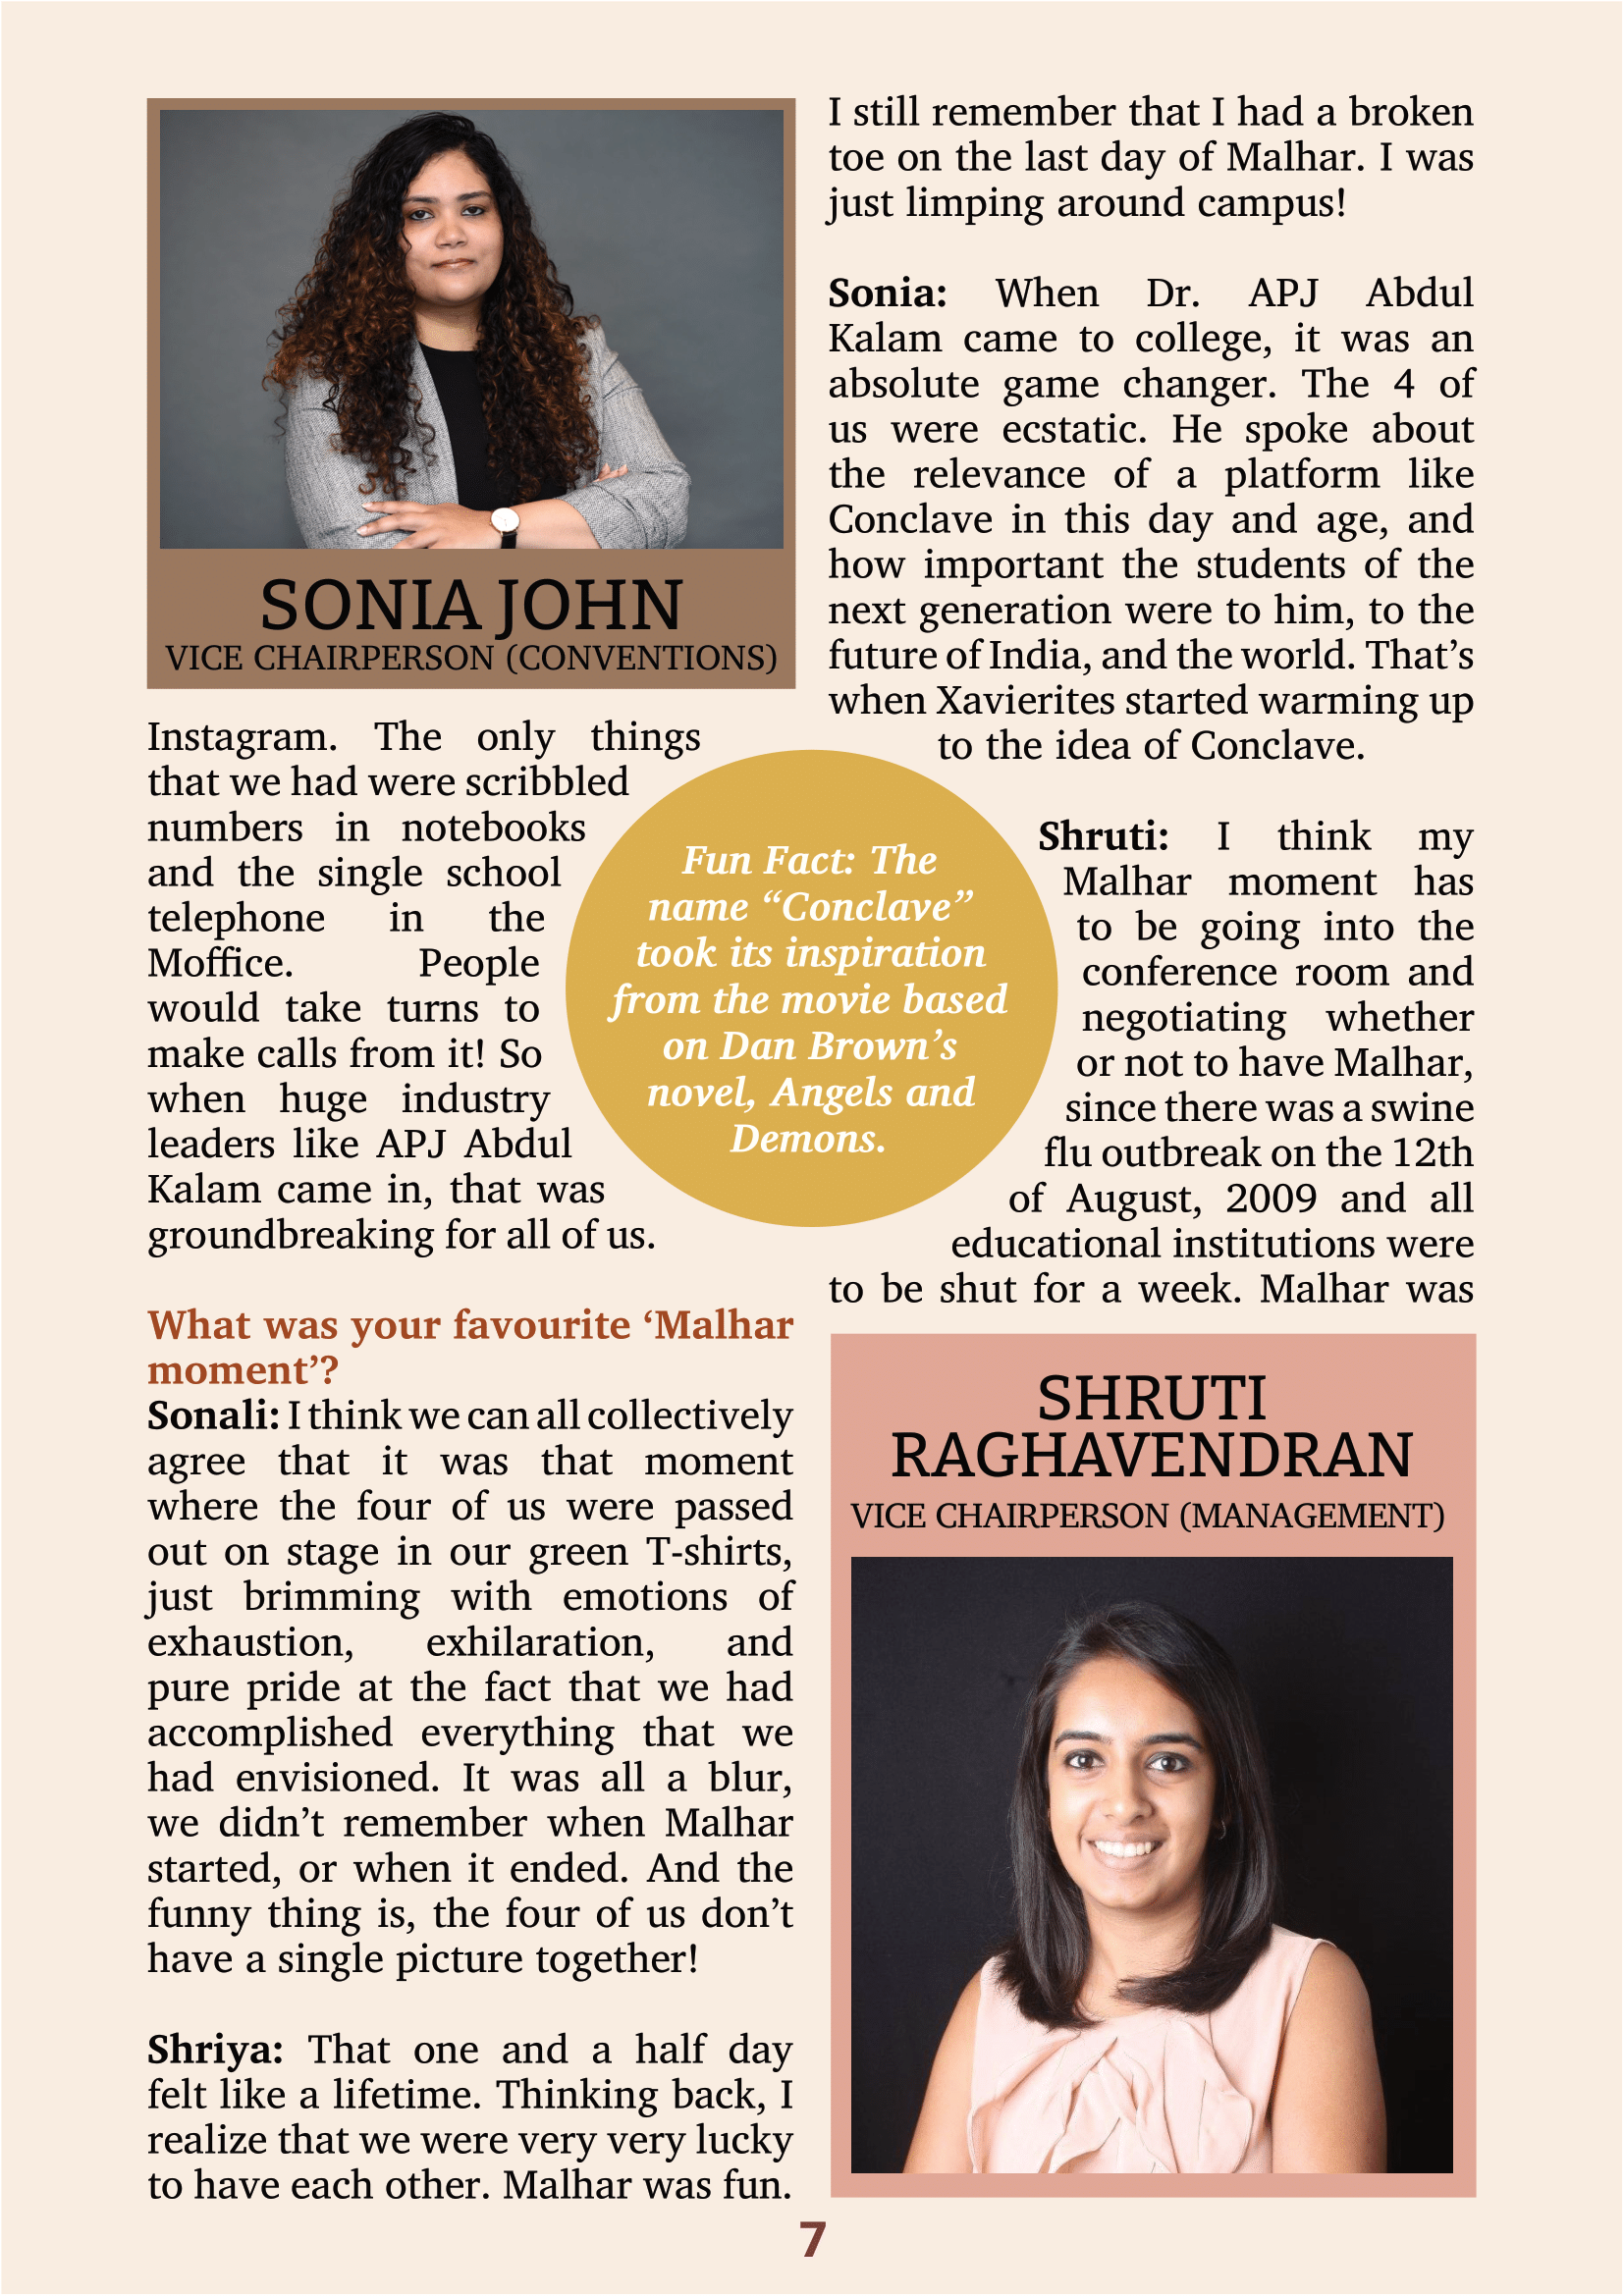 SONIA JOHN
VICE CHAIRPERSON (CONVENTIONS)
Instagram. The only things
that we had were scribbled
numbers in notebooks
and the single school
telephone in the
Moffice. People
would take turns to
make calls from it! So
when huge industry
leaders like APJ Abdul
Kalam came in, that was
groundbreaking for all of us.
What was your favourite ‘Malhar
moment’?
Sonali: I think we can all collectively
agree that it was that moment
where the four of us were passed
out on stage in our green T-shirts,
just brimming with emotions of
exhaustion, exhilaration, and
pure pride at the fact that we had
accomplished everything that we
had envisioned. It was all a blur,
we didn’t remember when Malhar
started, or when it ended. And the
funny thing is, the four of us don’t
have a single picture together!
Shriya: That one and a half day
felt like a lifetime. Thinking back, I
realize that we were very very lucky
to have each other. Malhar was fun.
I still remember that I had a broken
toe on the last day of Malhar. I was
just limping around campus!
Sonia: When Dr. APJ Abdul
Kalam came to college, it was an
absolute game changer. The 4 of
us were ecstatic. He spoke about
the relevance of a platform like
Conclave in this day and age, and
how important the students of the
next generation were to him, to the
future of India, and the world. That’s
when Xavierites started warming up
to the idea of Conclave.
Fun Fact: The
name “Conclave”
took its inspiration
from the movie based
on Dan Brown’s
novel, Angels and
Demons.
Shruti: I think my
Malhar moment has
to be going into the
conference room and
negotiating whether
or not to have Malhar,
since there was a swine
flu outbreak on the 12th
of August, 2009 and all
educational institutions were
to be shut for a week. Malhar was
SHRUTI
RAGHAVENDRAN
VICE CHAIRPERSON (MANAGEMENT)
7